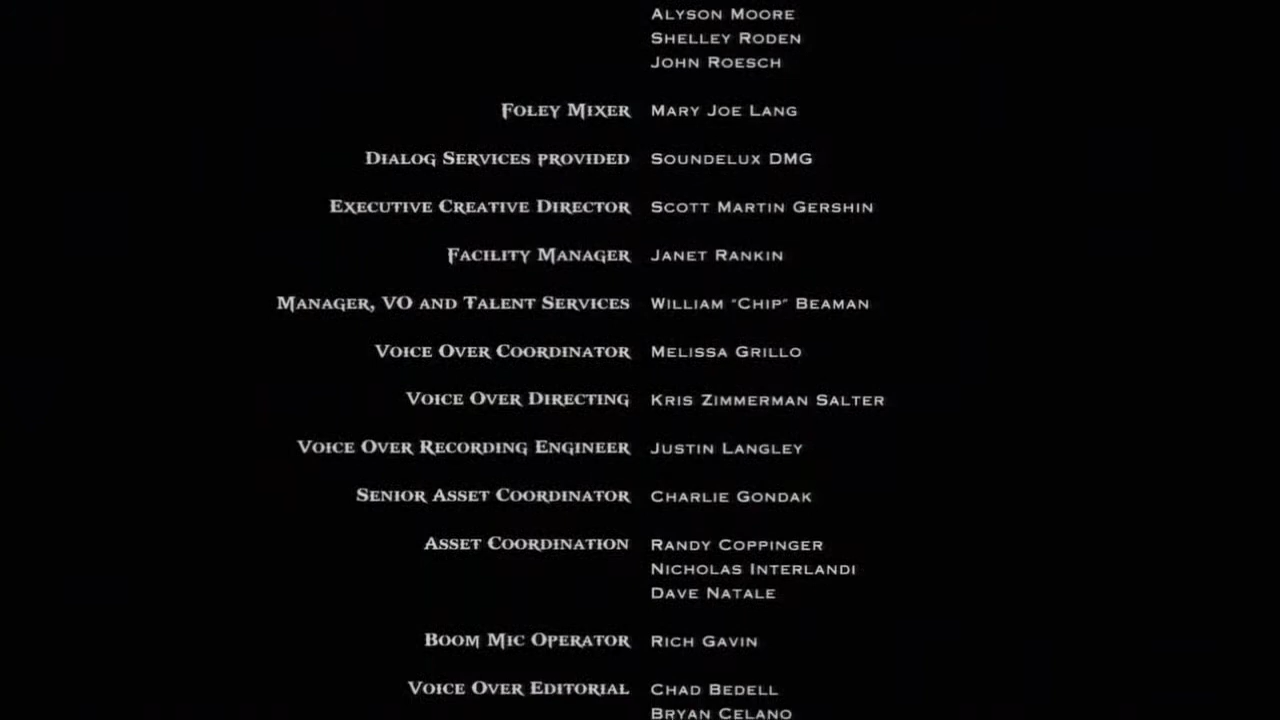 Alyson Moore
Shelley Roden
John Roesch
Foley Mixer Mary Joe Lang
Dialog Services provided Soundelux DMG
Executive Creative Director Scott Martin Gershin
Facility Manager Janet Rankin
Manager, VO and Talent Services William "Chip" Beaman
Voice Over Coordinator Melissa Grillo
Voice Over Directing Kris Zimmerman Salter
Voice Over Recording Engineer Justin Langley
Senior Asset Coordinator Charlie Gondak
Asset Coordination Randy Coppinger
Nicholas Interlandi
Dave Natale
Boom Mic Operator Rich Gavin
Voice Over Editorial Chad Bedell
Bryan Celano